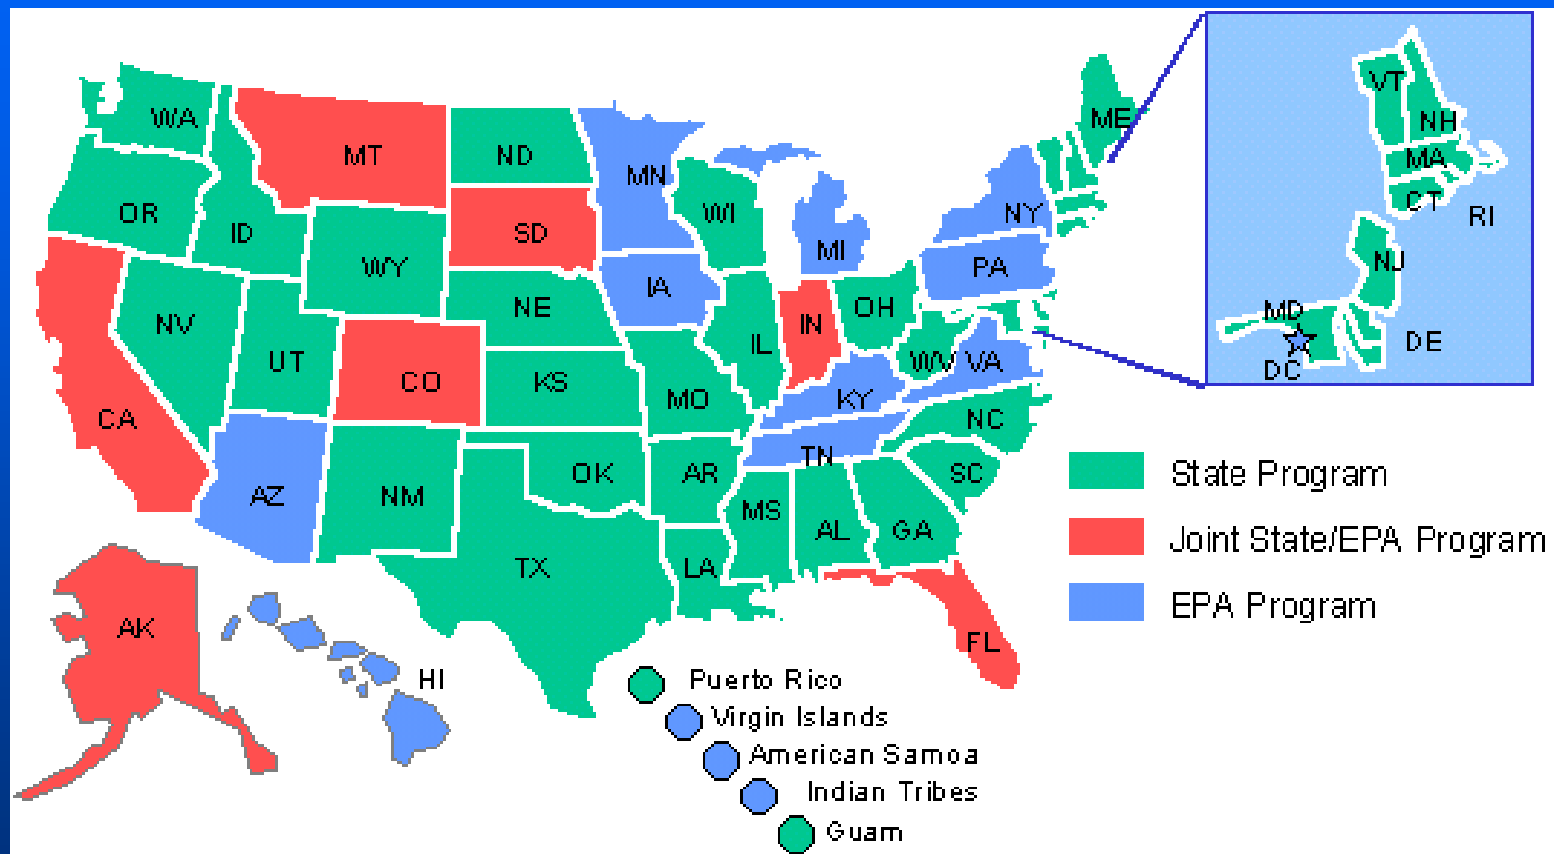 WA
MT
ND
MN
ME
OR
ID
SD
WI
NY
WY
MI
PA
IA
NE
OH
NV
IN
IL
UT
WV
VA
CO
KS
KY
MO
CA
NC
TN
OK
AR
SC
AZ
NM
MS
AL
GA
TX
LA
AK
FL
HI
VT
NH
MA
CT
RI
NJ
MD
DE
DC
State Program
Joint State/EPA Program
EPA Program
Puerto Rico
Virgin Islands
American Samoa
Indian Tribes
Guam